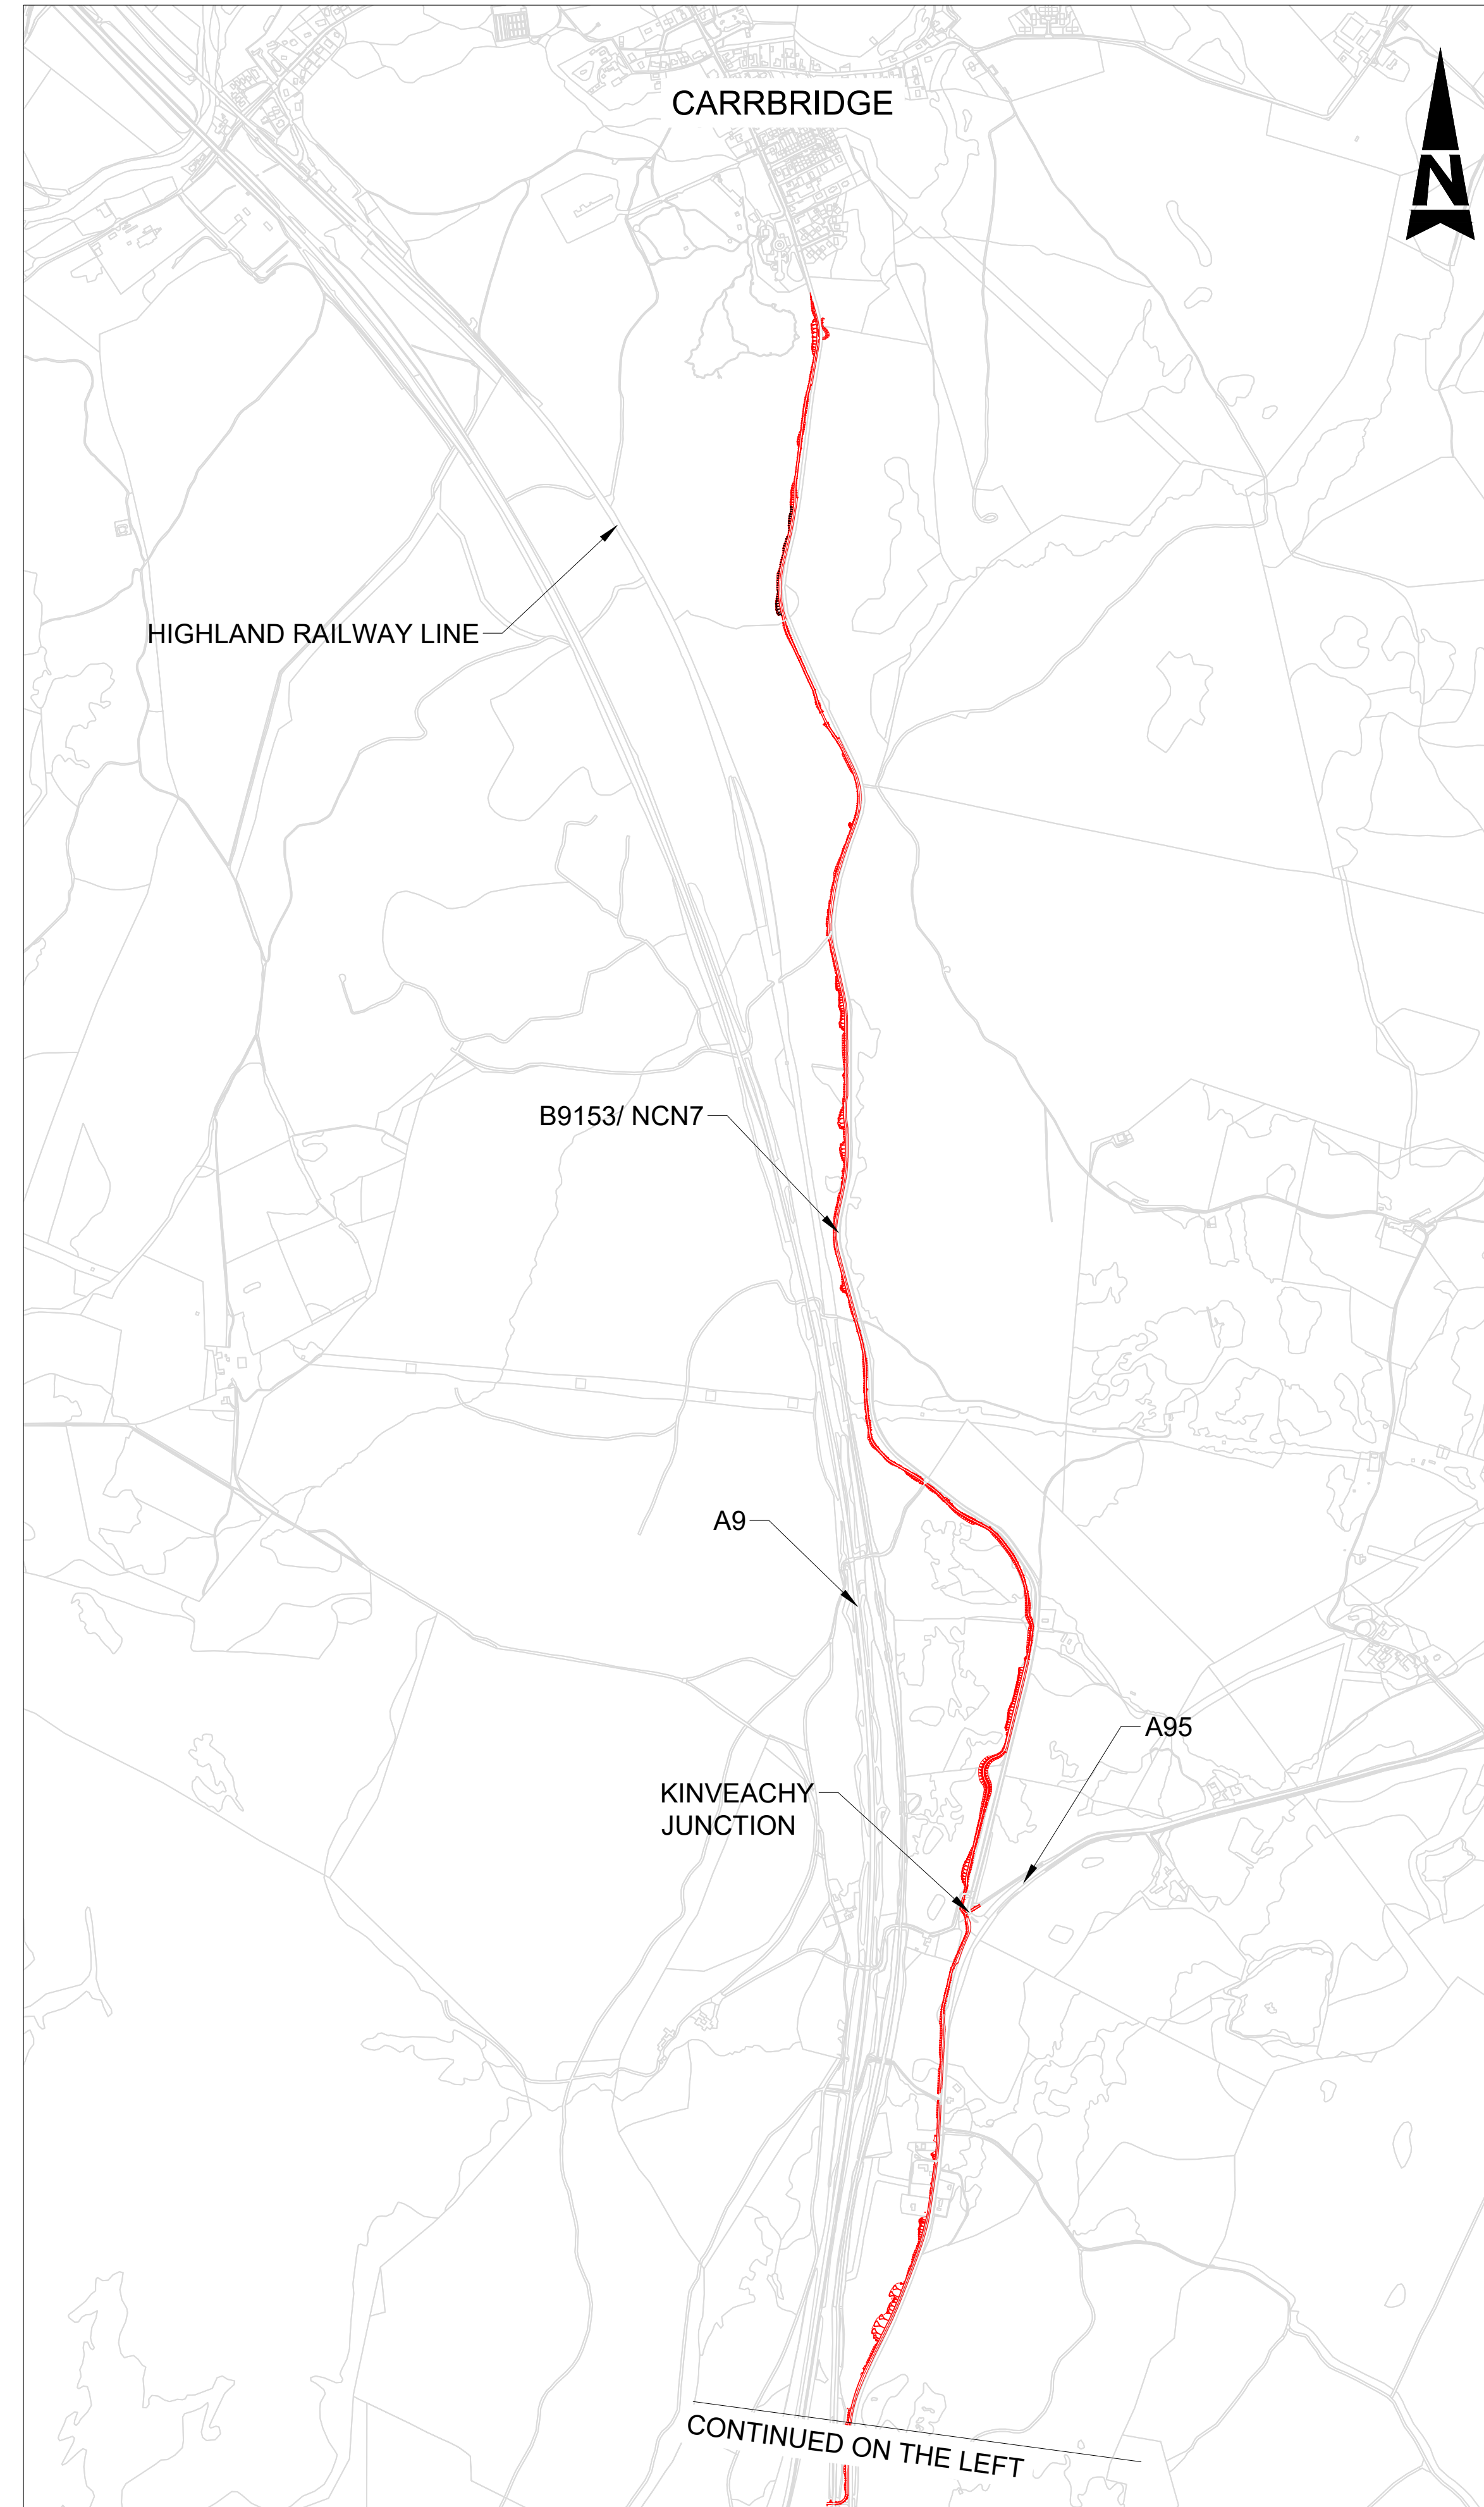 CARRBRIDGE
N
HIGHLAND RAILWAY LINE
B9153/ NCN7
A9
A95
KINVEACHY
JUNCTION
CONTINUED ON THE LEFT